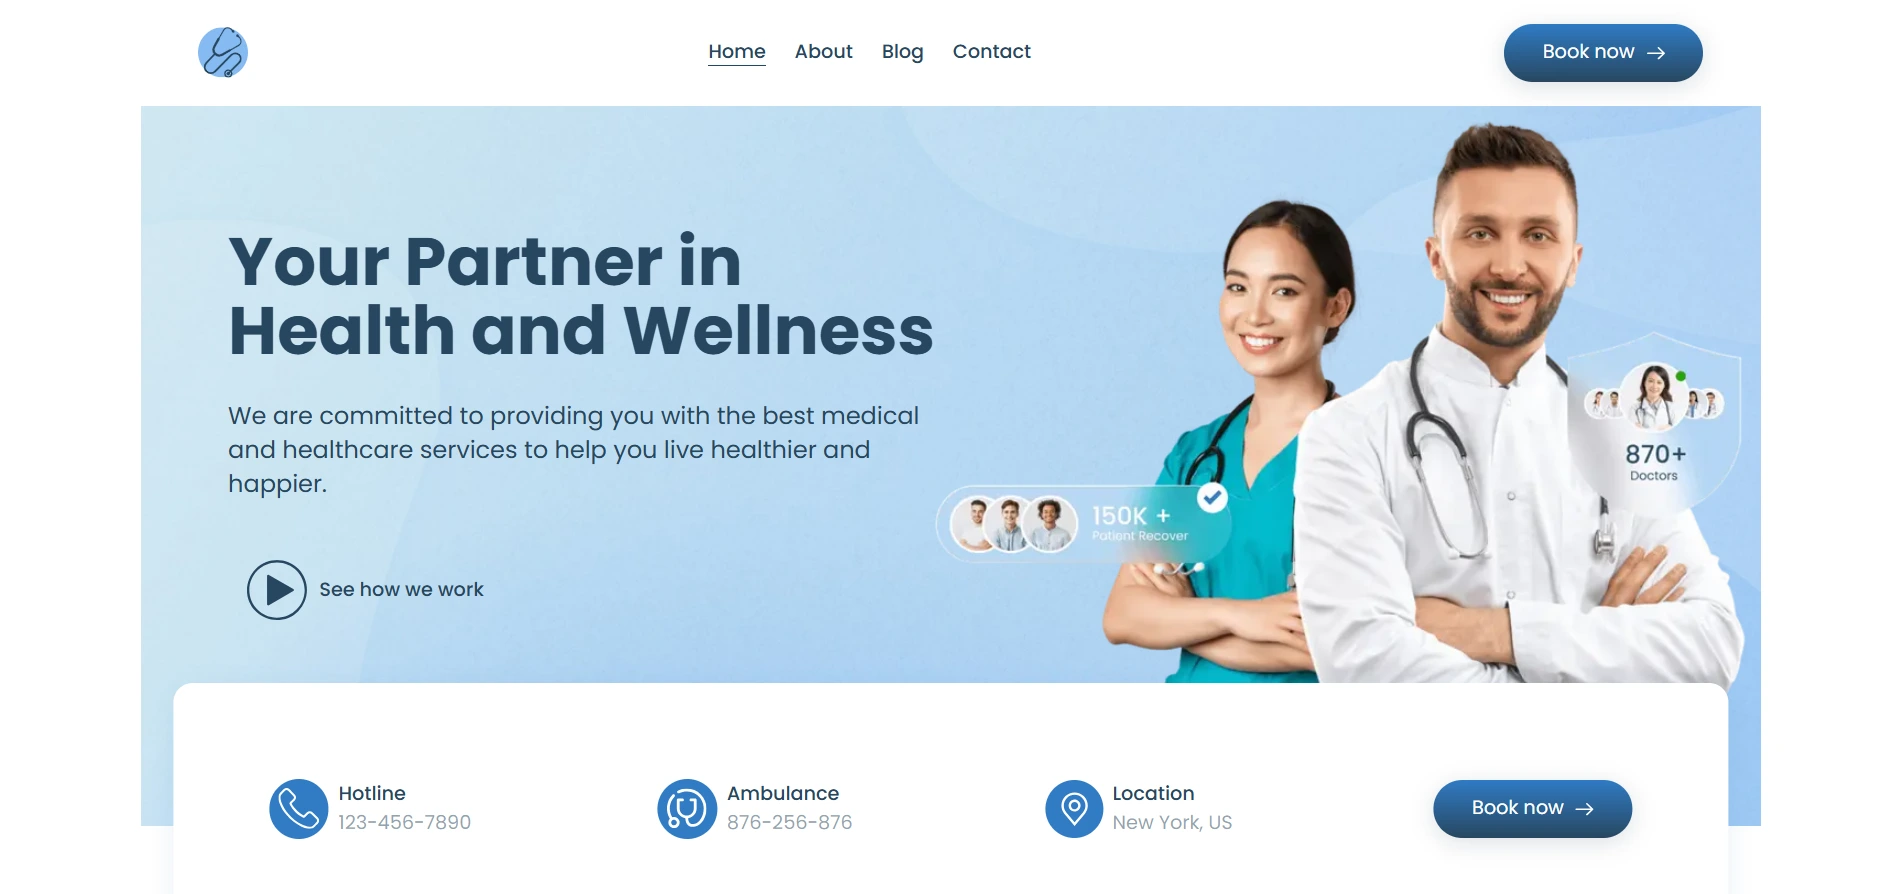 Home
About
Blog
Contact
Book now
Your Partner in
Health and Wellness
We are committed to providing you with the best medical
and healthcare services to help you live healthier and
happier.
See how we work
150K +
Patient Recover
870+
Doctors
Hotline
123-456-7890
Ambulance
876-256-876
Location
New York, US
Book now